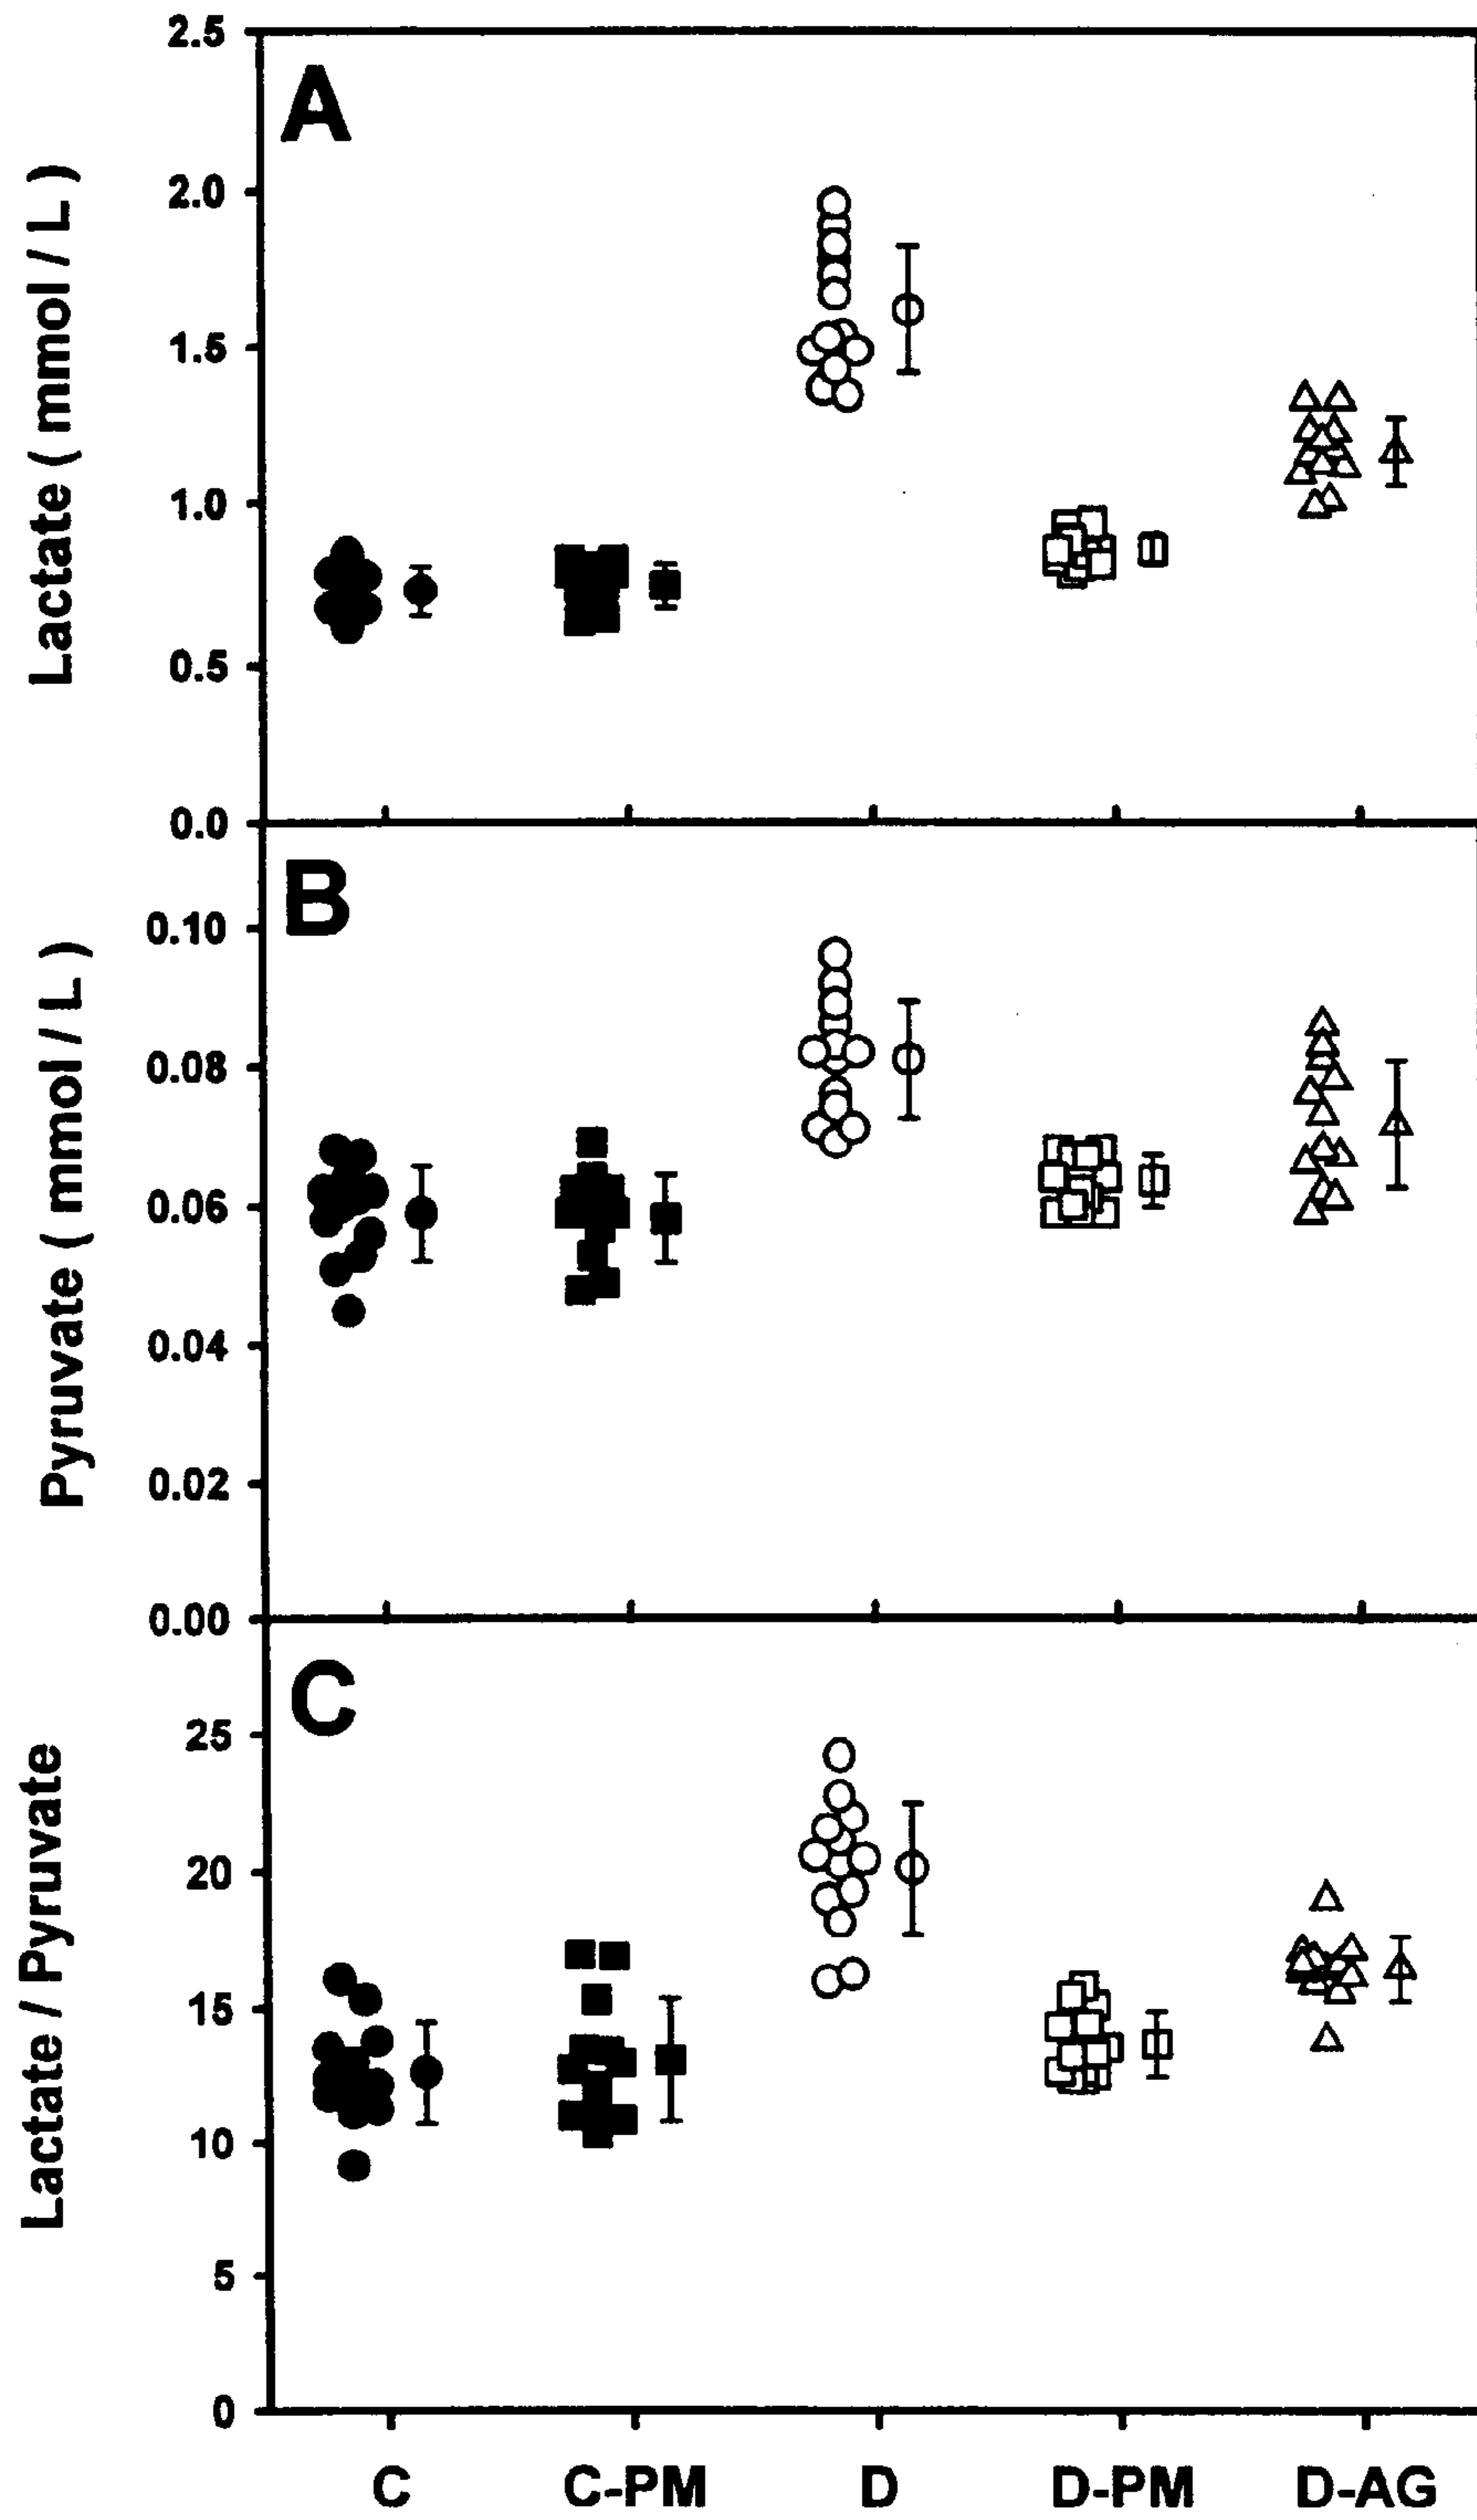 A
Lactate ( mmol / L )
2.5
2.0
1.5
1.0
0.5
0.0
B
Pyruvate ( mmol / L )
0.10
0.08
0.06
0.04
0.02
0.00
C
Lactate / Pyruvate
25
20
15
10
5
0
C C-PM D D-PM D-AG